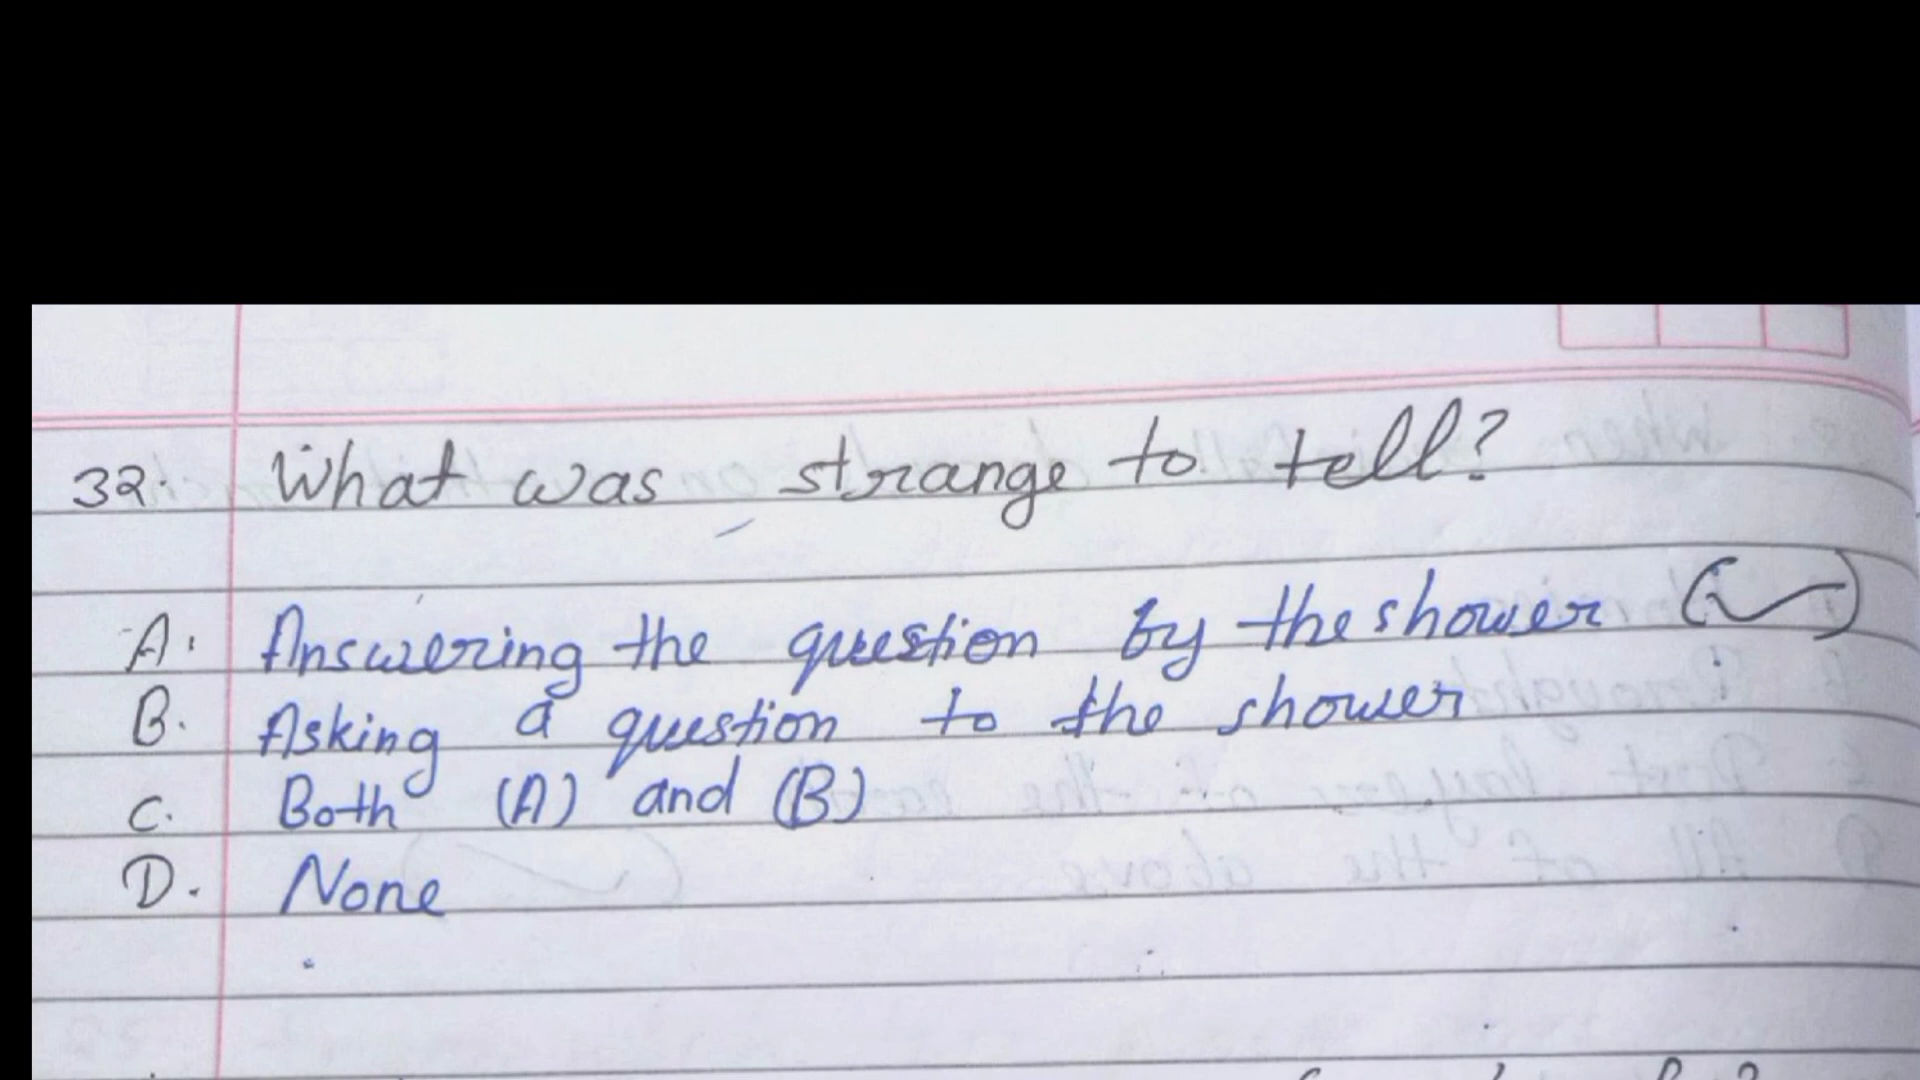 32. What was strange to tell?
A. Answering the question by the shower (✓)
B. Asking a question to the shower
C. Both (A) and (B)
D. None